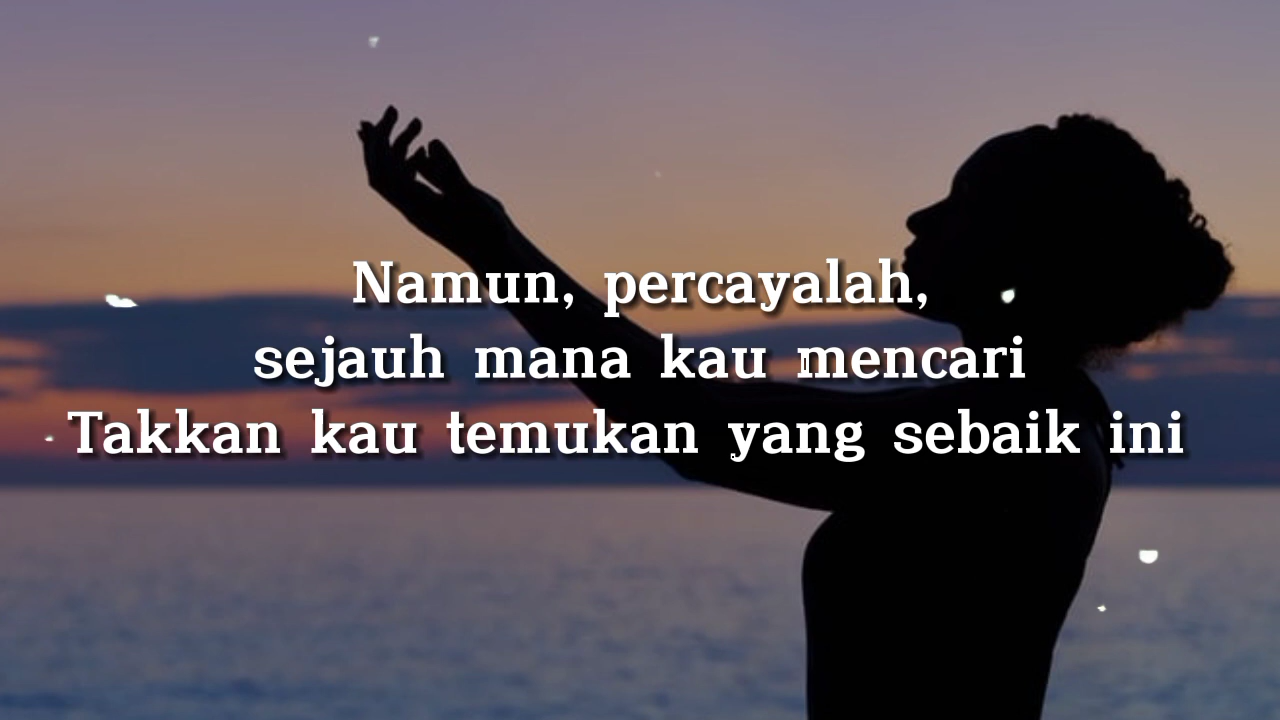 Namun, percayalah,
sejauh mana kau mencari
Takkan kau temukan yang sebaik ini